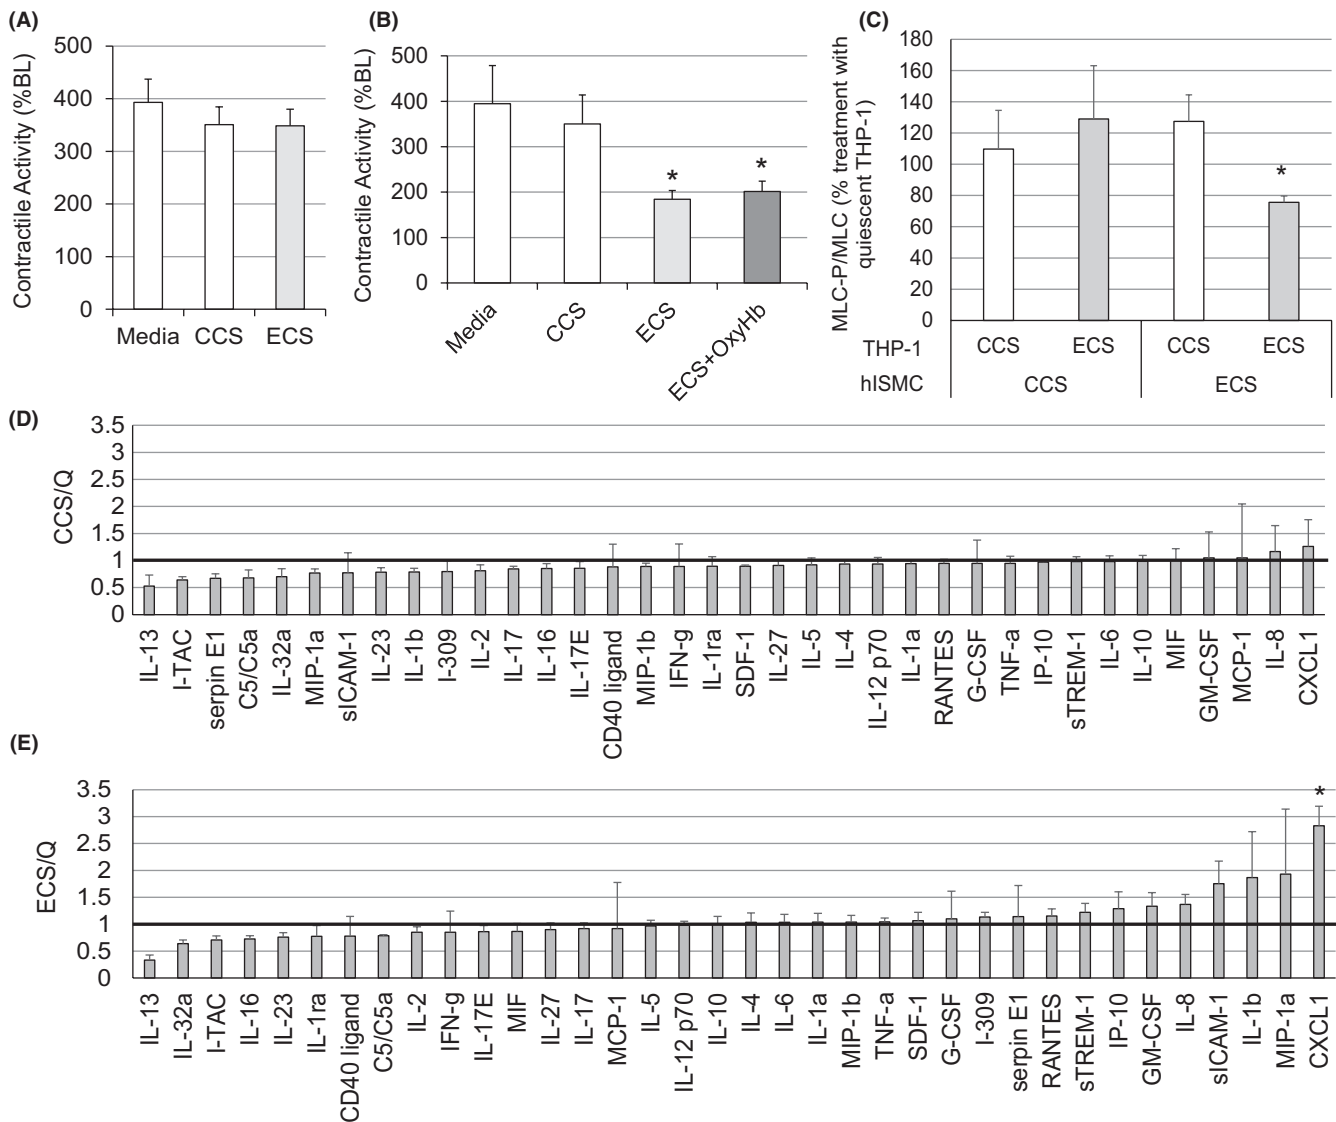 (A)
Contractile Activity (%BL)
500
400
300
200
100
0
Media CCS ECS
(B)
Contractile Activity (%BL)
500
400
300
200
100
0
*
*
Media
CCS
ECS
ECS+OxyHb
(C)
MLC-P/MLC (% treatment with
quiescent THP-1)
180
160
140
120
100
80
60
40
20
0
*
THP-1 CCS ECS CCS ECS
hISMC CCS ECS
(D)
CCS/Q
3.5
3
2.5
2
1.5
1
0.5
0
IL-13
I-TAC
serpin E1
C5/C5a
IL-32a
MIP-1a
sICAM-1
IL-23
IL-1b
I-309
IL-2
IL-17
IL-16
IL-17E
CD40 ligand
MIP-1b
IFN-g
IL-1ra
SDF-1
IL-27
IL-5
IL-4
IL-12 p70
IL-1a
RANTES
G-CSF
TNF-a
IP-10
sTREM-1
IL-6
IL-10
MIF
GM-CSF
MCP-1
IL-8
CXCL1
(E)
ECS/Q
3.5
3
2.5
2
1.5
1
0.5
0
*
IL-13
IL-32a
I-TAC
IL-16
IL-23
IL-1ra
CD40 ligand
C5/C5a
IL-2
IFN-g
IL-17E
MIF
IL-27
IL-17
MCP-1
IL-5
IL-12 p70
IL-10
IL-4
IL-6
IL-1a
MIP-1b
TNF-a
SDF-1
G-CSF
I-309
serpin E1
RANTES
sTREM-1
IP-10
GM-CSF
IL-8
sICAM-1
IL-1b
MIP-1a
CXCL1